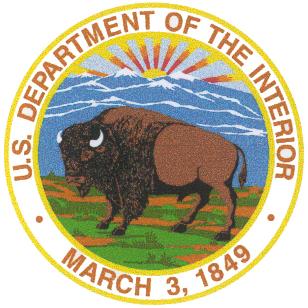 U.S. DEPARTMENT OF THE INTERIOR
MARCH 3, 1849